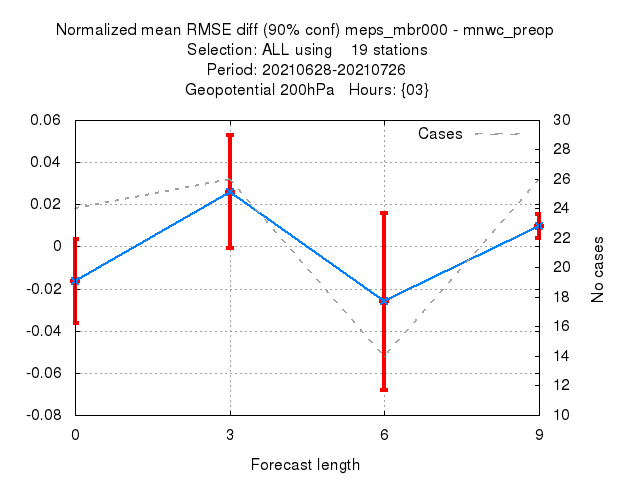 Normalized mean RMSE diff (90% conf) meps_mbr000 - mnwc_preop
Selection: ALL using    19 stations
Period: 20210628-20210726
Geopotential 200hPa   Hours: {03}
Cases
0.06
0.04
0.02
0
-0.02
-0.04
-0.06
-0.08
30
28
26
24
22
20
18
16
14
12
10
No cases
0 3 6 9
Forecast length